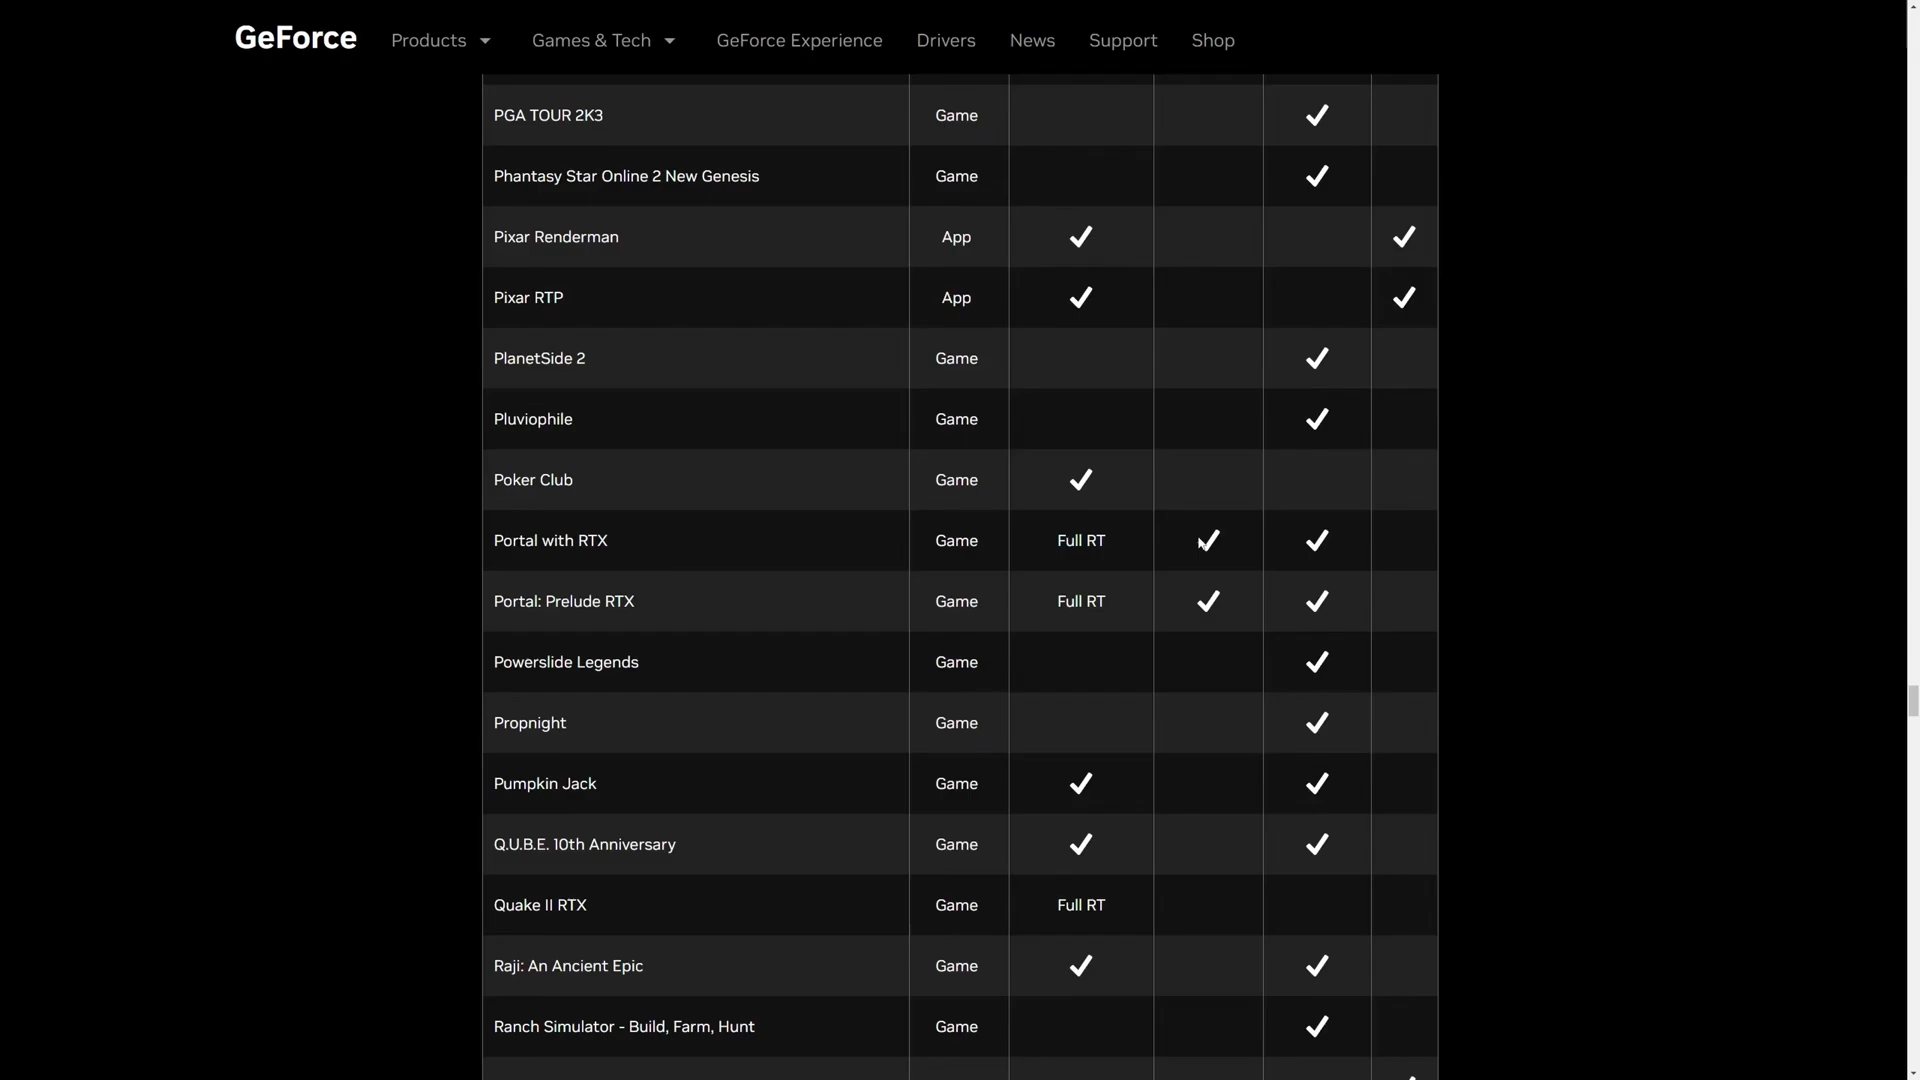 GeForce Products Games & Tech GeForce Experience Drivers News Support Shop
PGA TOUR 2K3 Game ✓
Phantasy Star Online 2 New Genesis Game ✓
Pixar Renderman App ✓ ✓
Pixar RTP App ✓ ✓
PlanetSide 2 Game ✓
Pluviophile Game ✓
Poker Club Game ✓
Portal with RTX Game Full RT ✓ ✓
Portal: Prelude RTX Game Full RT ✓ ✓
Powerslide Legends Game ✓
Propnight Game ✓
Pumpkin Jack Game ✓ ✓
Q.U.B.E. 10th Anniversary Game ✓ ✓
Quake II RTX Game Full RT
Raji: An Ancient Epic Game ✓ ✓
Ranch Simulator - Build, Farm, Hunt Game ✓